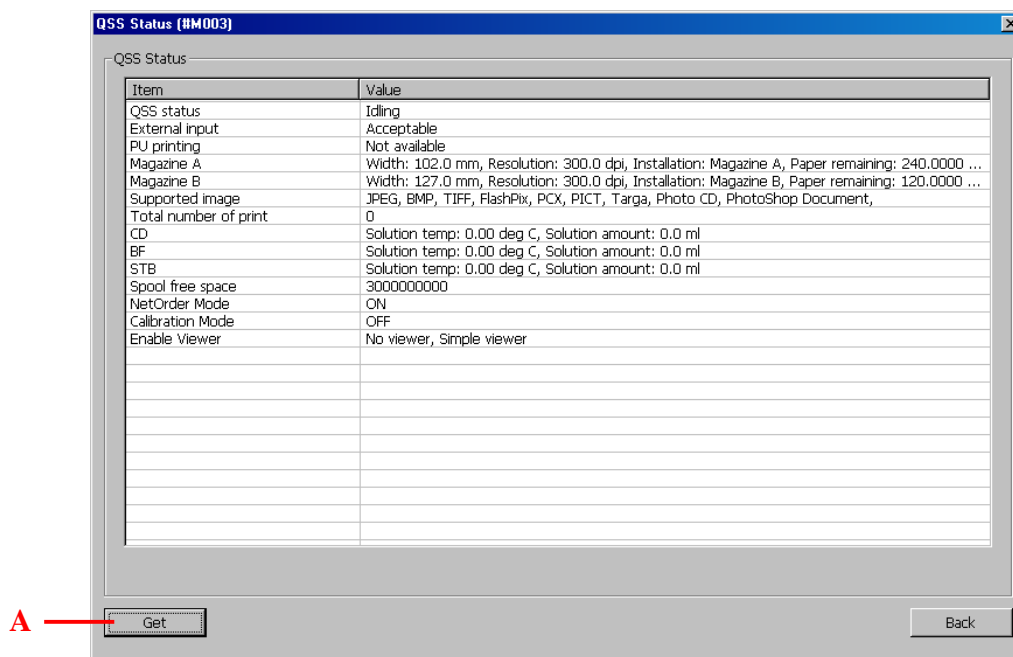 QSS Status (#M003)
QSS Status
Item Value
QSS status Idling
External input Acceptable
PU printing Not available
Magazine A Width: 102.0 mm, Resolution: 300.0 dpi, Installation: Magazine A, Paper remaining: 240.0000 ...
Magazine B Width: 127.0 mm, Resolution: 300.0 dpi, Installation: Magazine B, Paper remaining: 120.0000 ...
Supported image JPEG, BMP, TIFF, FlashPix, PCX, PICT, Targa, Photo CD, PhotoShop Document,
Total number of print 0
CD Solution temp: 0.00 deg C, Solution amount: 0.0 ml
BF Solution temp: 0.00 deg C, Solution amount: 0.0 ml
STB Solution temp: 0.00 deg C, Solution amount: 0.0 ml
Spool free space 3000000000
NetOrder Mode ON
Calibration Mode OFF
Enable Viewer No viewer, Simple viewer
A Get Back